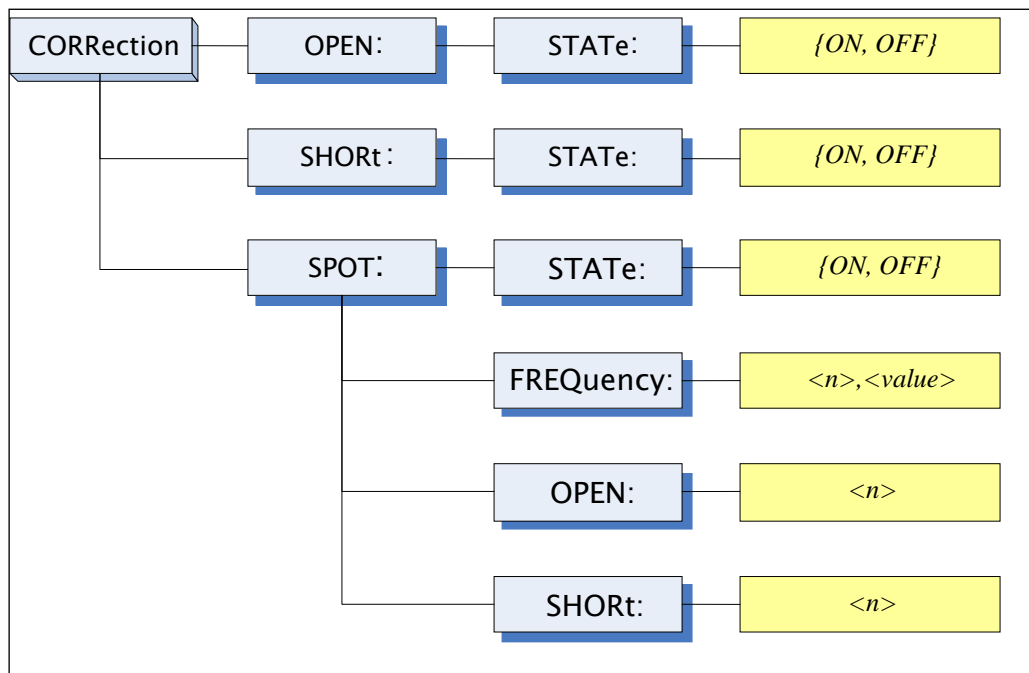 CORRection OPEN: STATe: {ON, OFF}
SHORt : STATe: {ON, OFF}
SPOT: STATe: {ON, OFF}
FREQuency: <n>,<value>
OPEN: <n>
SHORt: <n>